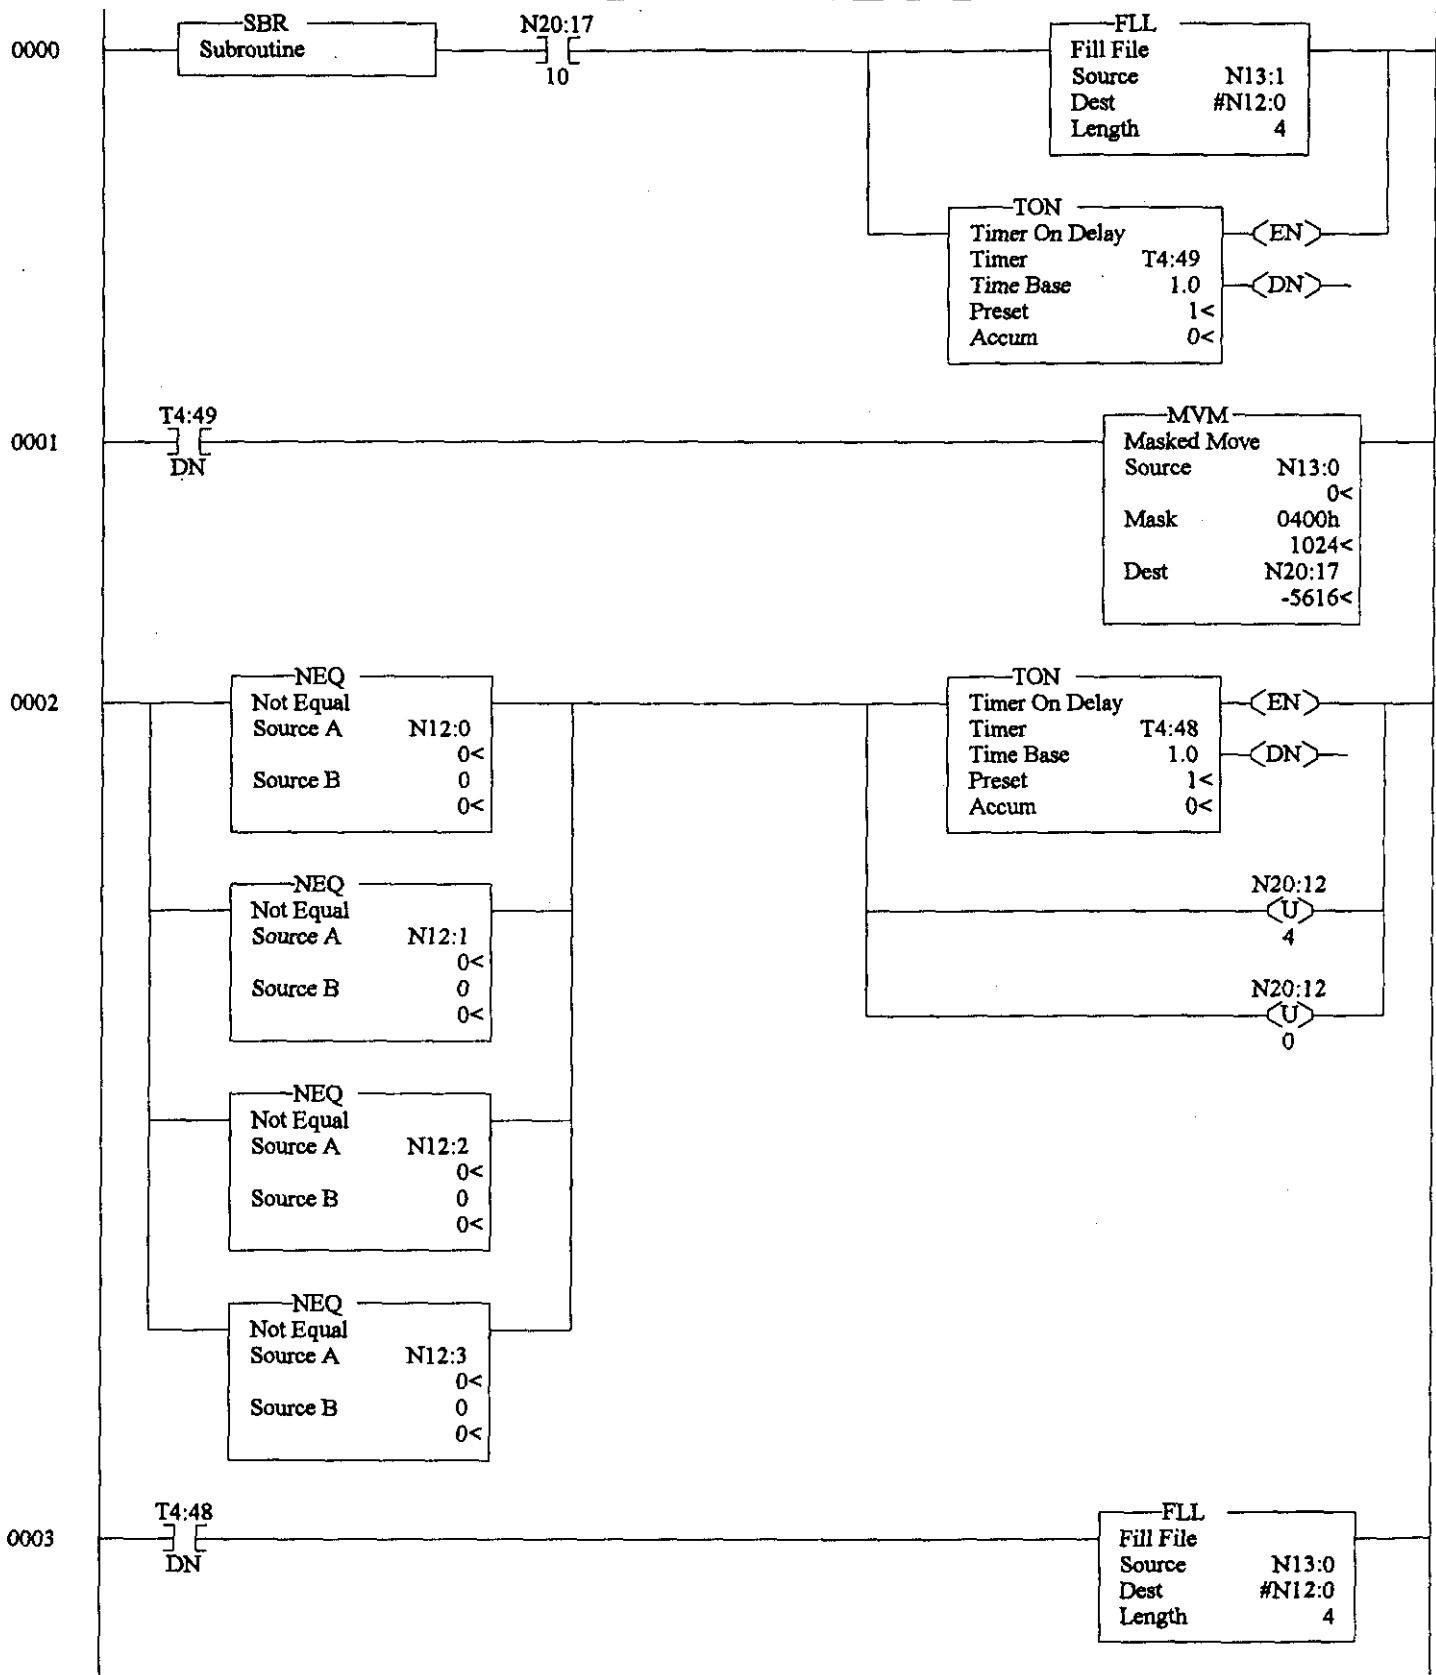 0000
SBR
Subroutine
N20:17
10
FLL
Fill File
Source N13:1
Dest #N12:0
Length 4
TON
Timer On Delay
Timer T4:49
Time Base 1.0
Preset 1<
Accum 0<
EN
DN
0001
T4:49
DN
MVM
Masked Move
Source N13:0
0<
Mask 0400h
1024<
Dest N20:17
-5616<
0002
NEQ
Not Equal
Source A N12:0
0<
Source B 0
0<
NEQ
Not Equal
Source A N12:1
0<
Source B 0
0<
NEQ
Not Equal
Source A N12:2
0<
Source B 0
0<
NEQ
Not Equal
Source A N12:3
0<
Source B 0
0<
TON
Timer On Delay
Timer T4:48
Time Base 1.0
Preset 1<
Accum 0<
EN
DN
N20:12
U
4
N20:12
U
0
0003
T4:48
DN
FLL
Fill File
Source N13:0
Dest #N12:0
Length 4